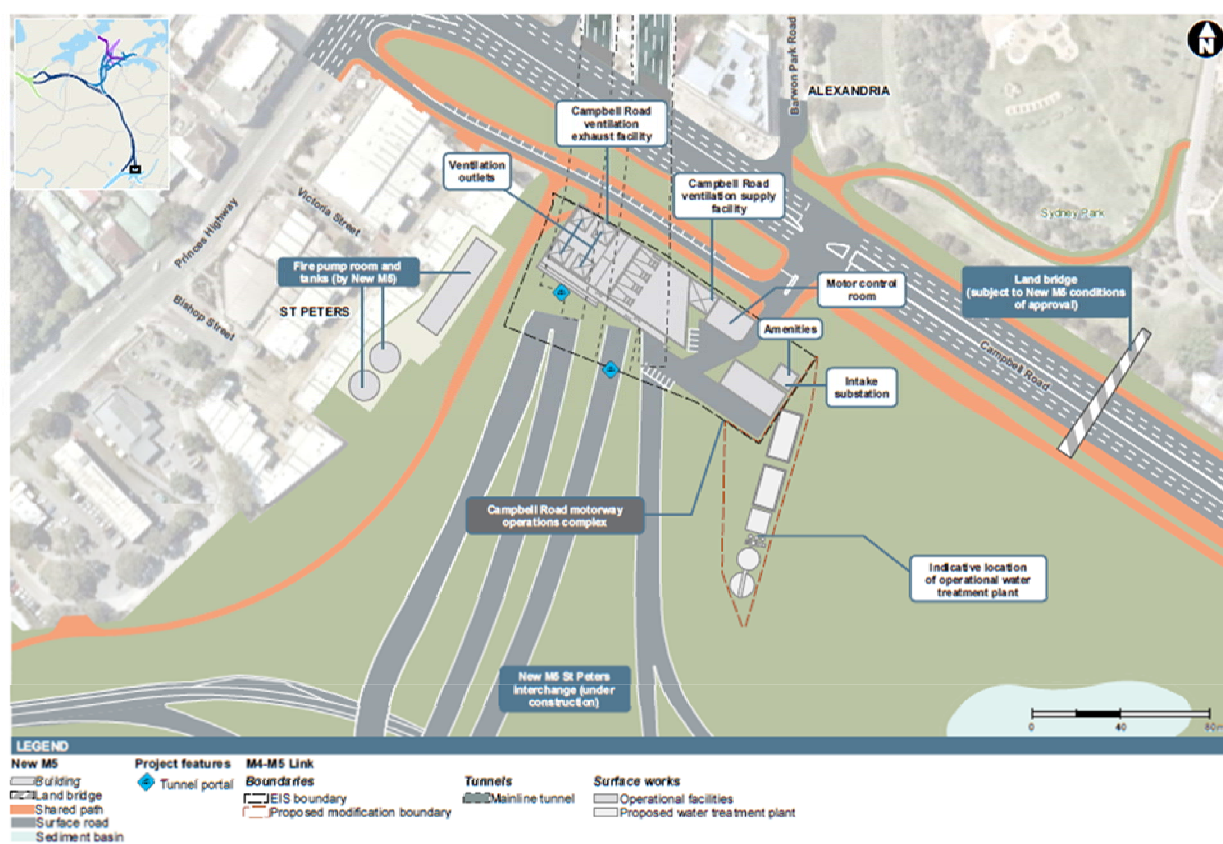 N
Barwon Park Road
ALEXANDRIA
Campbell Road
ventilation
exhaust facility
Ventilation
outlets
Campbell Road
ventilation supply
facility
Sydney Park
Princes Highway
Victoria Street
Fire pump room and
tanks (by New M5)
Motor control
room
Land bridge
(subject to New M5 conditions
of approval)
Bishop Street
ST PETERS
Amenities
Campbell Road
Intake
substation
Campbell Road motorway
operations complex
Indicative location
of operational water
treatment plant
New M5 St Peters
interchange (under
construction)
0 40 80m
LEGEND
New M5
Building
Land bridge
Shared path
Surface road
Sediment basin
Project features
Tunnel portal
M4-M5 Link
Boundaries
EIS boundary
Proposed modification boundary
Tunnels
Mainline tunnel
Surface works
Operational facilities
Proposed water treatment plant